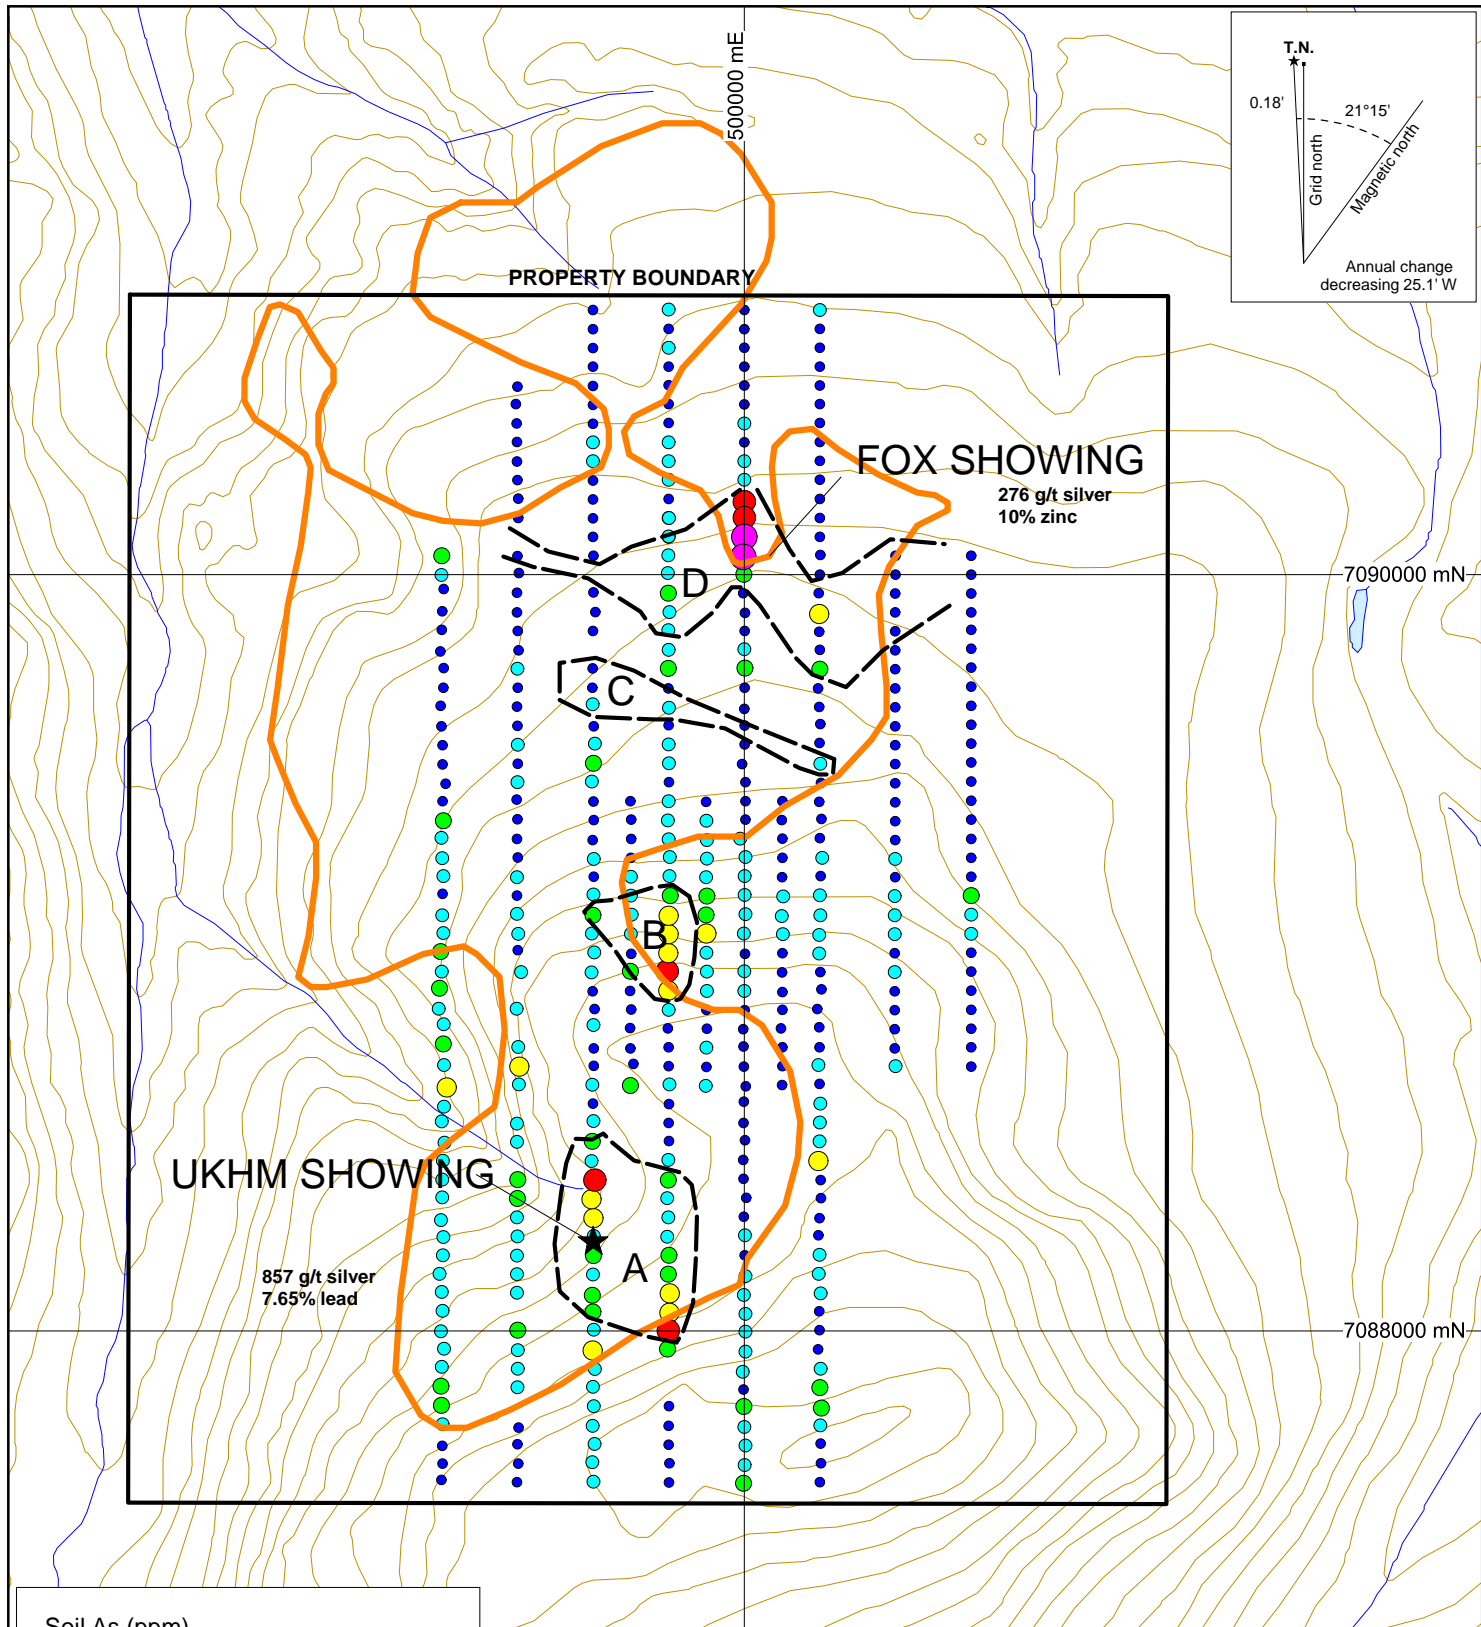 500000 mE
T.N.
0.18'
21°15'
Grid north
Magnetic north
Annual change
decreasing 25.1' W
PROPERTY BOUNDARY
FOX SHOWING
276 g/t silver
10% zinc
7090000 mN
D
C
B
UKHM SHOWING
A
857 g/t silver
7.65% lead
7088000 mN
Soil As (ppm)